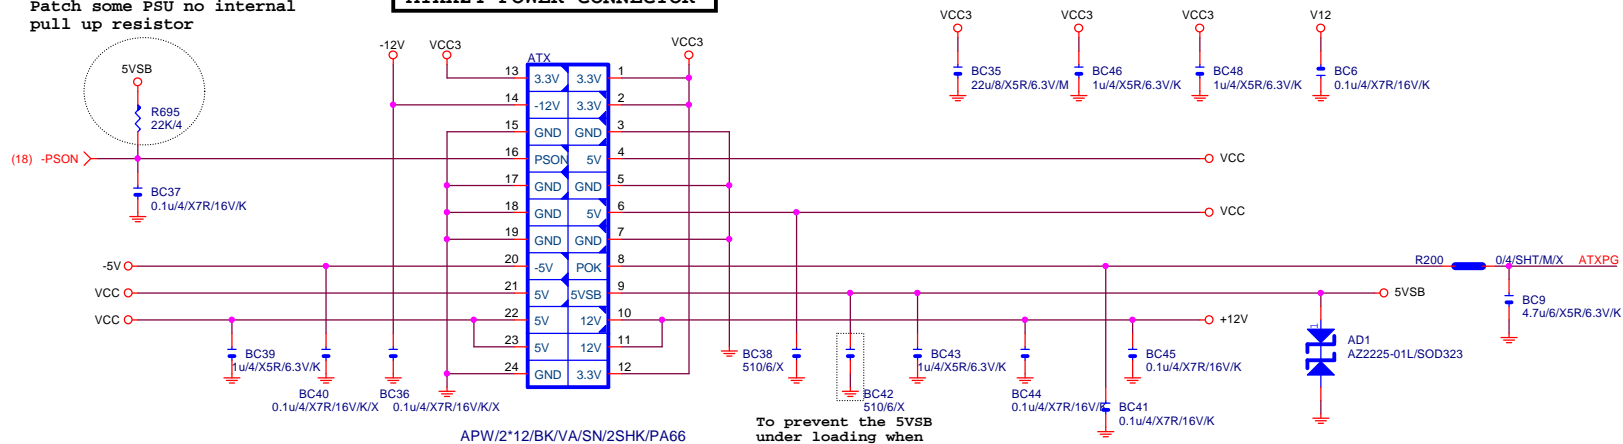 Patch some PSU no internal
pull up resistor
ATXX24 POWER CONNECTOR
5VSB
R695
22K/4
(18) -PSON
BC37
0.1u/4/X7R/16V/K
-12V
VCC3
VCC3
ATX
13 3.3V 3.3V 1
14 -12V 3.3V 2
15 GND GND 3
16 PSON 5V 4
17 GND GND 5
18 GND 5V 6
19 GND GND 7
20 -5V POK 8
21 5V 5VSB 9
22 5V 12V 10
23 5V 12V 11
24 GND 3.3V 12
APW/2*12/BK/VA/SN/2SHK/PA66
-5V
VCC
VCC
BC39
1u/4/X5R/6.3V/K
BC40
0.1u/4/X7R/16V/K/X
BC36
0.1u/4/X7R/16V/K/X
VCC3
BC35
22u/8/X5R/6.3V/M
VCC3
BC46
1u/4/X5R/6.3V/K
VCC3
BC48
1u/4/X5R/6.3V/K
V12
BC6
0.1u/4/X7R/16V/K
VCC
VCC
R200
0/4/SHT/M/X
ATXPG
5VSB
+12V
BC9
4.7u/6/X5R/6.3V/K
1
AD1
AZ2225-01L/SOD323
BC38
510/6/X
BC42
510/6/X
BC43
1u/4/X5R/6.3V/K
BC44
0.1u/4/X7R/16V/K
BC45
0.1u/4/X7R/16V/K
BC41
0.1u/4/X7R/16V/K
To prevent the 5VSB
under loading when